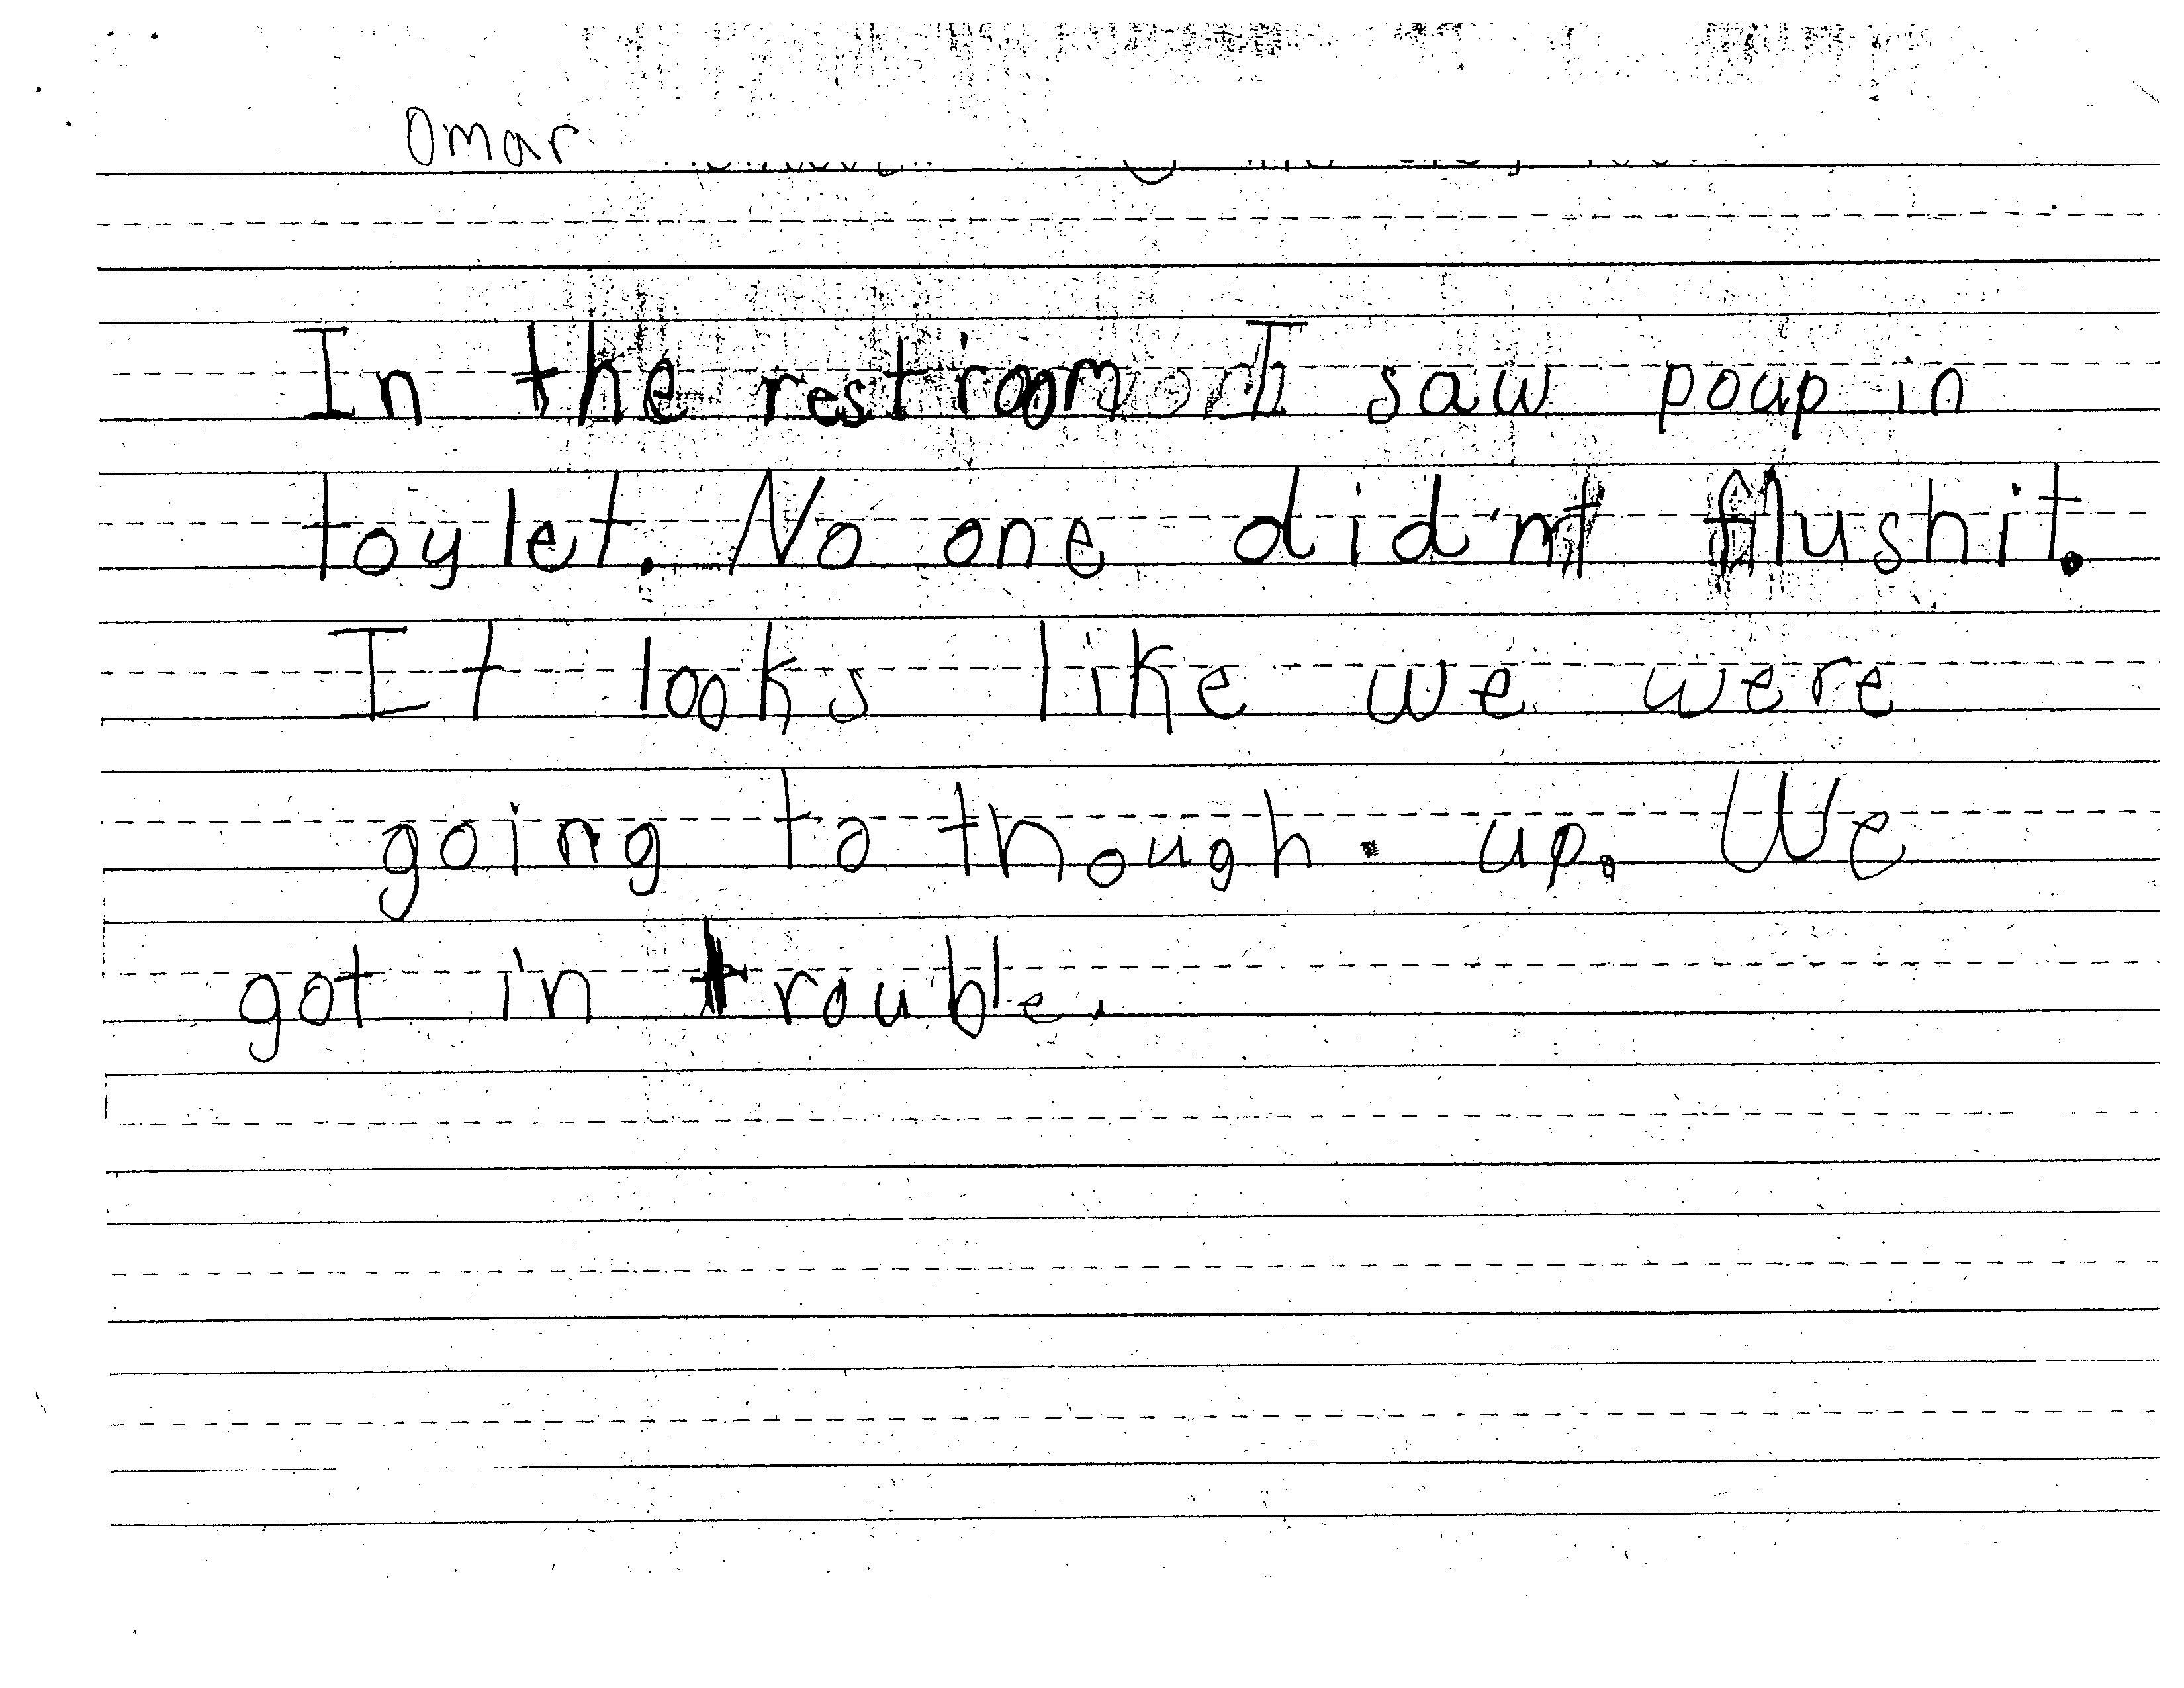 Omar
In the restroom I saw poap in
toylet. No one did'nt flushit.
It looks like we were
going to though. up. We
got in trouble.